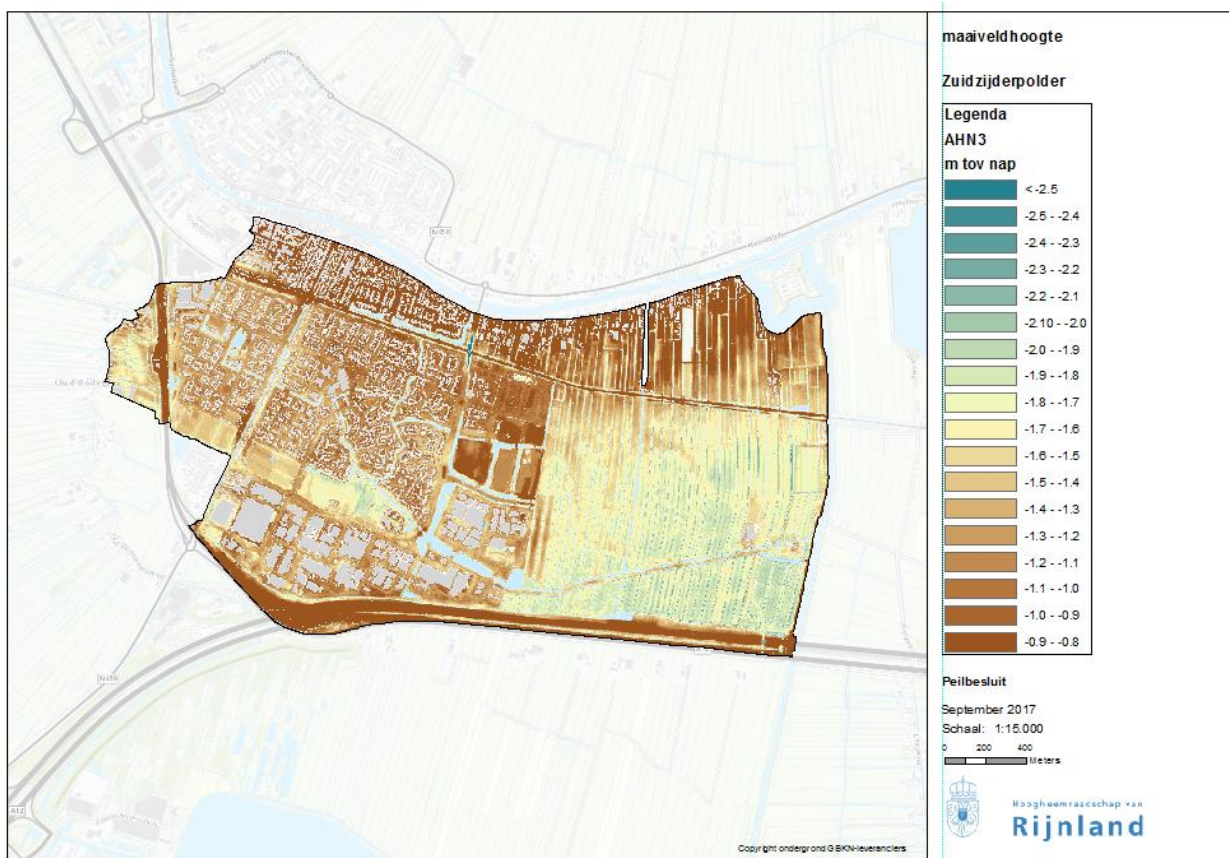 maaiveldhoogte
Zuidzijderpolder
Legenda
AHN3
m tov nap
< -2.5
-2.5 - -2.4
-2.4 - -2.3
-2.3 - -2.2
-2.2 - -2.1
-2.10 - -2.0
-2.0 - -1.9
-1.9 - -1.8
-1.8 - -1.7
-1.7 - -1.6
-1.6 - -1.5
-1.5 - -1.4
-1.4 - -1.3
-1.3 - -1.2
-1.2 - -1.1
-1.1 - -1.0
-1.0 - -0.9
-0.9 - -0.8
Peilbesluit
September 2017
Schaal: 1:15.000
0 200 400
Meters
Hoogheemraadschap van
Rijnland
A12
Copyright ondergrond GBKN-leveranciers